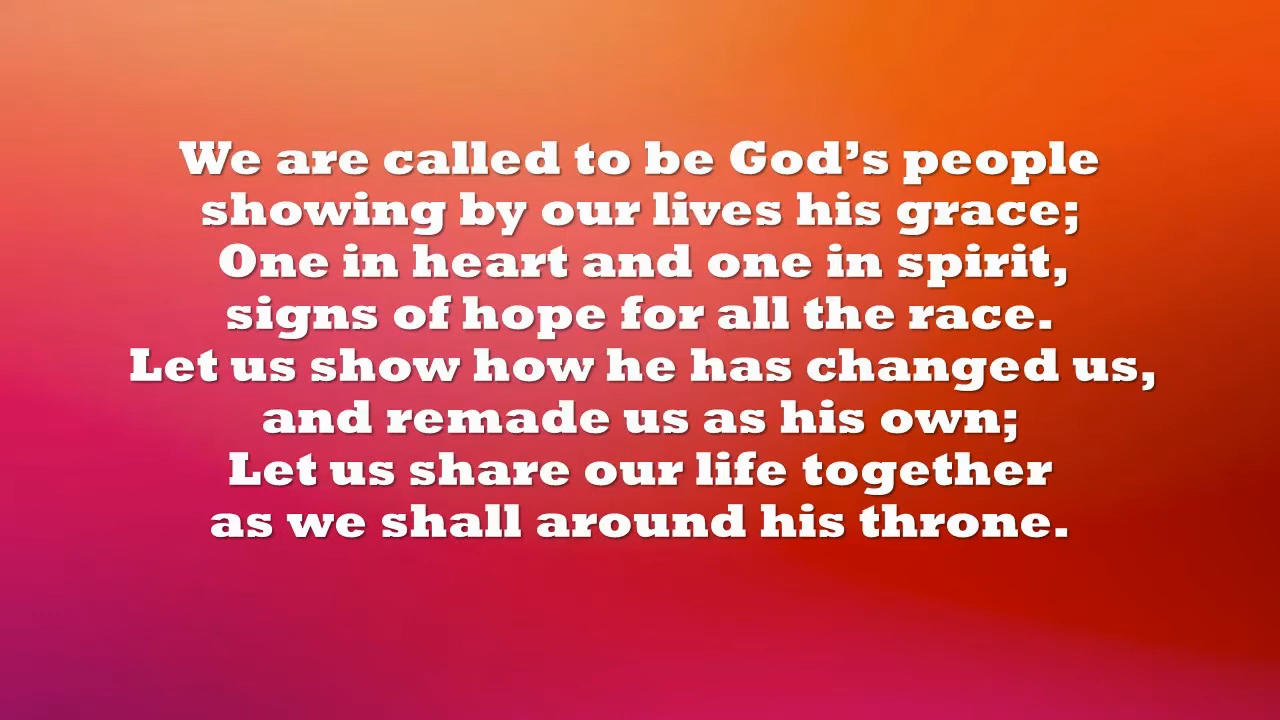 We are called to be God’s people
showing by our lives his grace;
One in heart and one in spirit,
signs of hope for all the race.
Let us show how he has changed us,
and remade us as his own;
Let us share our life together
as we shall around his throne.